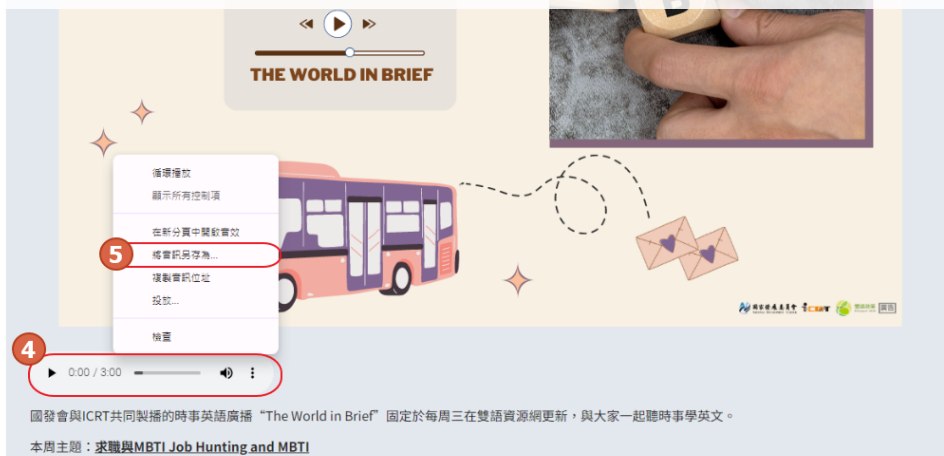 THE WORLD IN BRIEF
循環播放
顯示所有控制項
在新分頁中開啟音效
5
將音訊另存為...
複製音訊位址
投放...
檢查
4
0:00 / 3:00
國發會與ICRT共同製播的時事英語廣播“The World in Brief”固定於每周三在雙語資源網更新，與大家一起聽時事學英文。
本周主題：求職與MBTI Job Hunting and MBTI
廣告